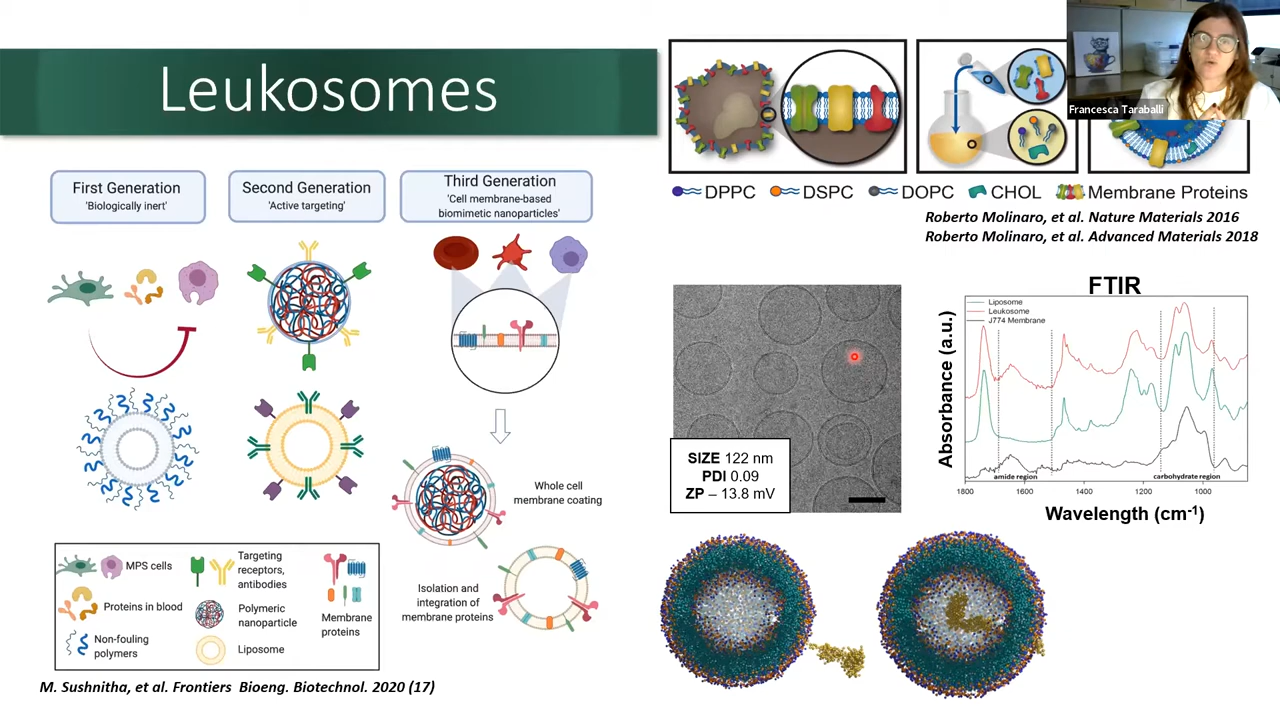 Leukosomes
First Generation
'Biologically inert'
Second Generation
'Active targeting'
Third Generation
'Cell membrane-based
biomimetic nanoparticles'
Whole cell
membrane coating
Isolation and
integration of
membrane proteins
MPS cells
Proteins in blood
Non-fouling
polymers
Targeting
receptors,
antibodies
Polymeric
nanoparticle
Liposome
Membrane
proteins
M. Sushnitha, et al. Frontiers Bioeng. Biotechnol. 2020 (17)
Francesca Taraballi
DPPC DSPC DOPC CHOL Membrane Proteins
Roberto Molinaro, et al. Nature Materials 2016
Roberto Molinaro, et al. Advanced Materials 2018
SIZE 122 nm
PDI 0.09
ZP – 13.8 mV
FTIR
Liposome
Leukosome
J774 Membrane
Absorbance (a.u.)
amide region
carbohydrate region
1800 1600 1400 1200 1000
Wavelength (cm-1)